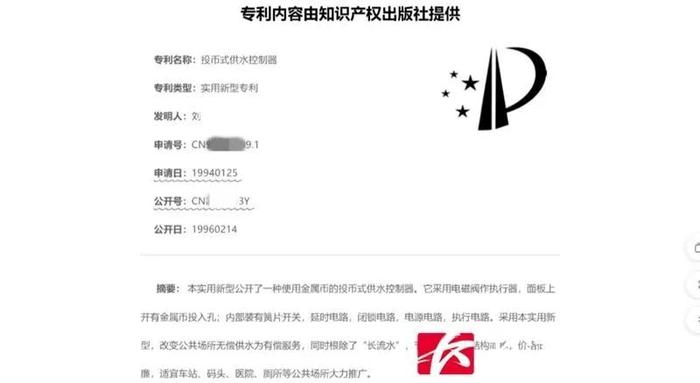 专利内容由知识产权出版社提供
专利名称：投币式供水控制器
专利类型：实用新型专利
发明人：刘
申请号：CN 9.1
申请日：19940125
公开号：CN 3Y
公开日：19960214
摘要：本实用新型公开了一种使用金属币的投币式供水控制器。它采用电磁阀作执行器，面板上
开有金属币投入孔；内部装有簧片开关，延时电路，闭锁电路，电源电路，执行电路。采用本实用新
型，改变公共场所无偿供水为有偿服务，同时根除了“长流水”，
廉，适宜车站、码头、医院、厕所等公共场所大力推广。